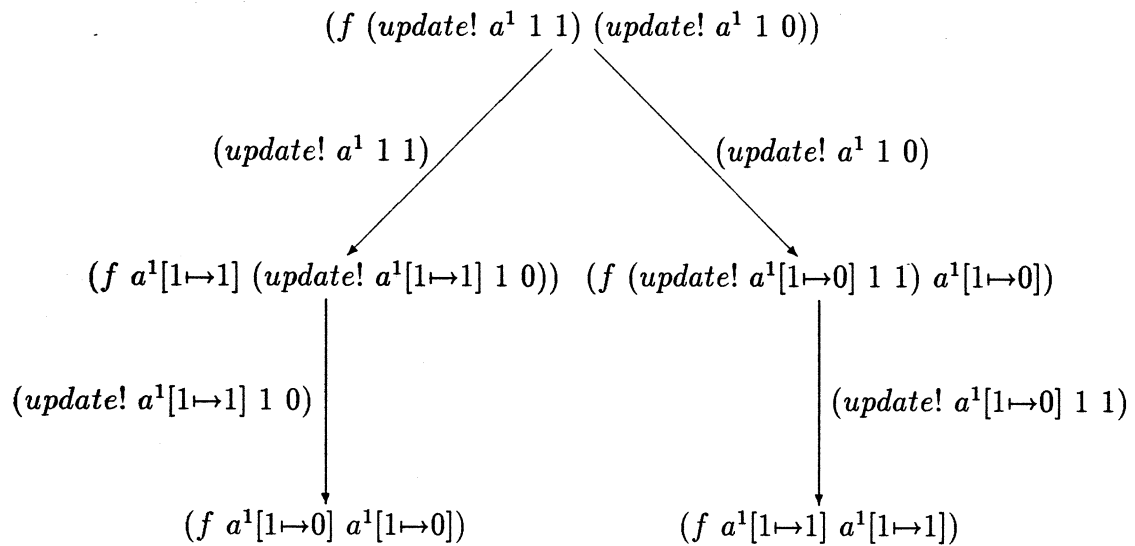 (f (update! a¹ 1 1) (update! a¹ 1 0))
(update! a¹ 1 1) (update! a¹ 1 0)
(f a¹[1↦1] (update! a¹[1↦1] 1 0)) (f (update! a¹[1↦0] 1 1) a¹[1↦0])
(update! a¹[1↦1] 1 0) (update! a¹[1↦0] 1 1)
(f a¹[1↦0] a¹[1↦0]) (f a¹[1↦1] a¹[1↦1])